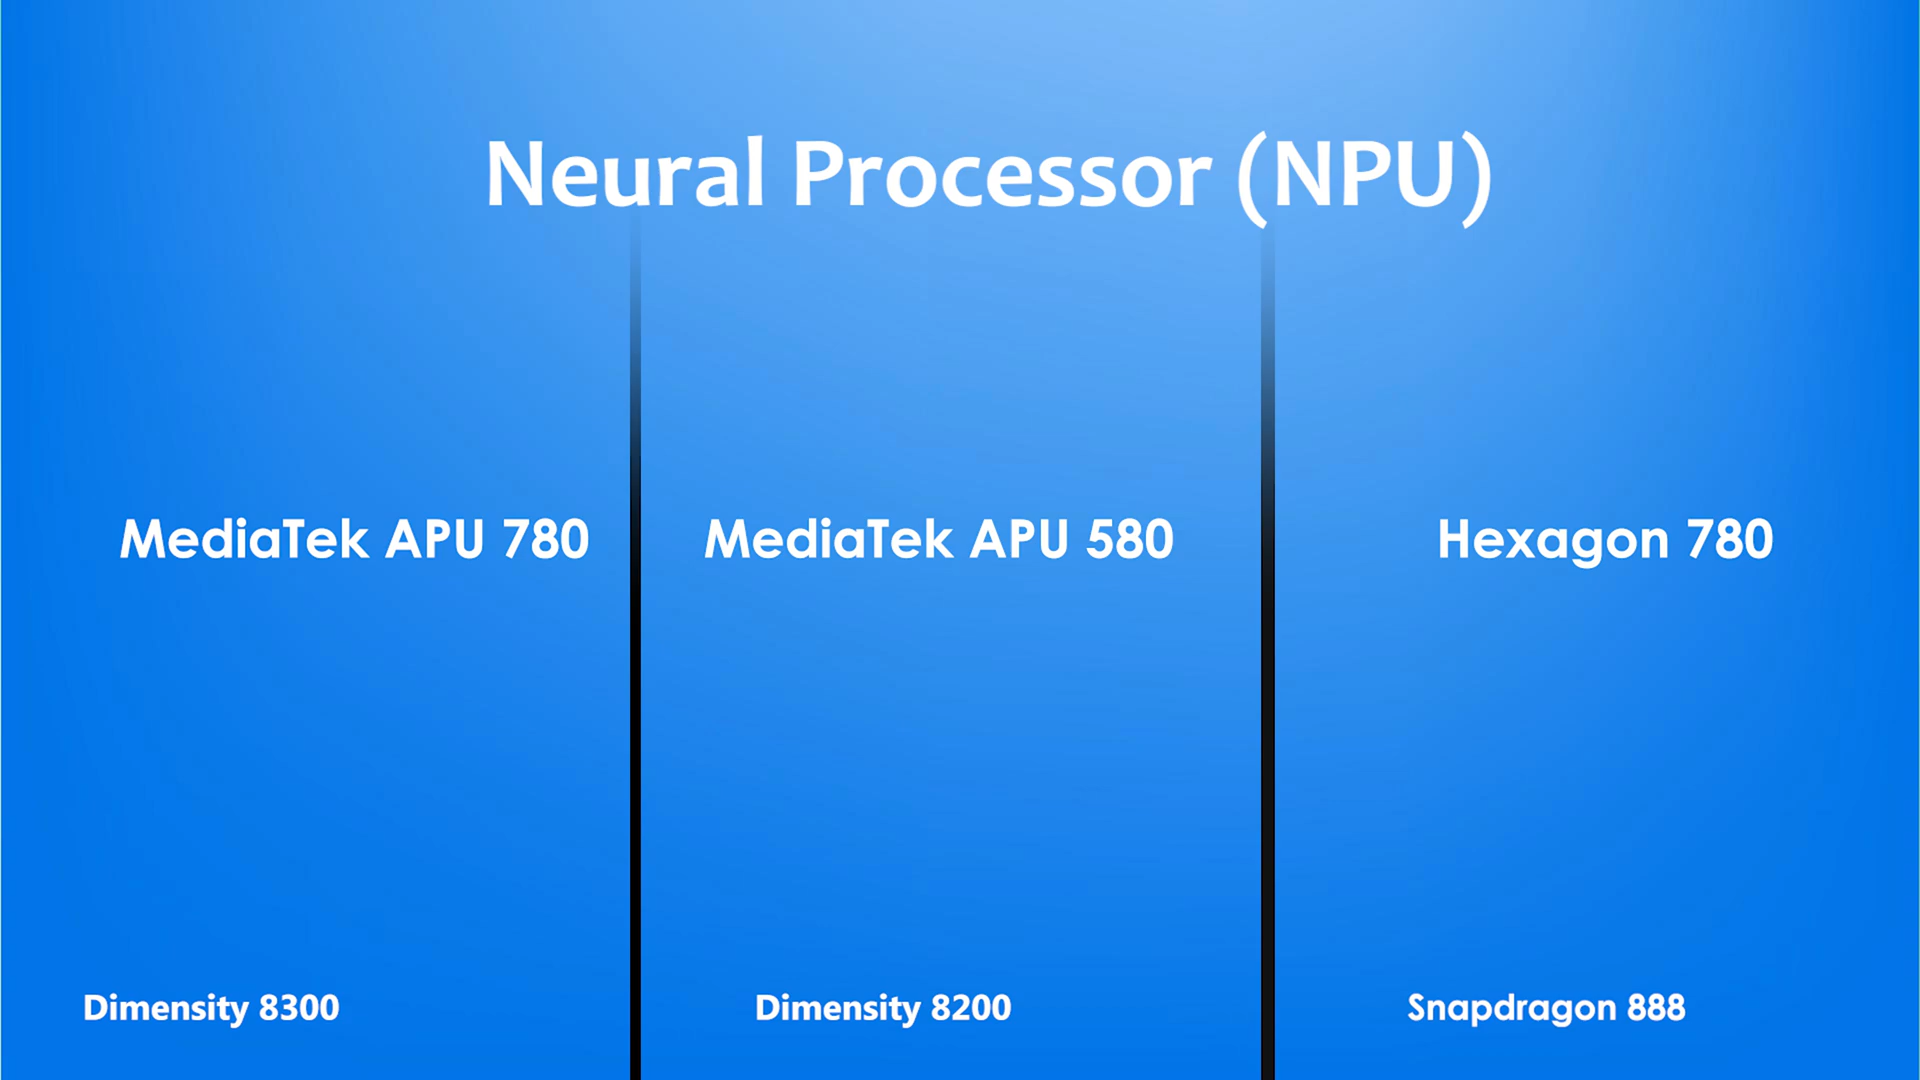 Neural Processor (NPU)
MediaTek APU 780
MediaTek APU 580
Hexagon 780
Dimensity 8300
Dimensity 8200
Snapdragon 888